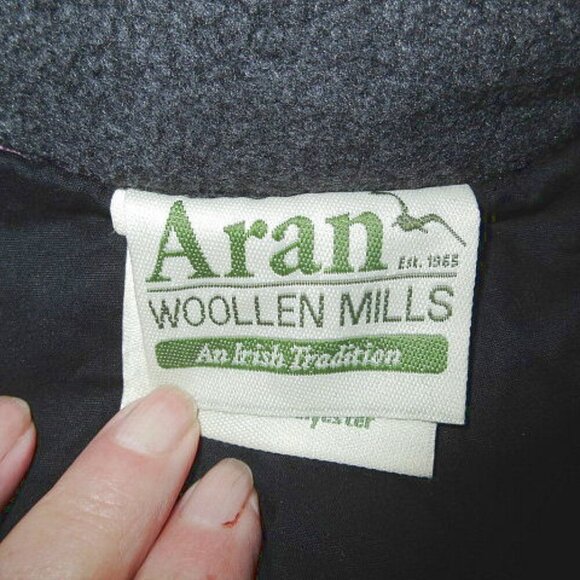 Aran
Est. 1965
WOOLLEN MILLS
An Irish Tradition